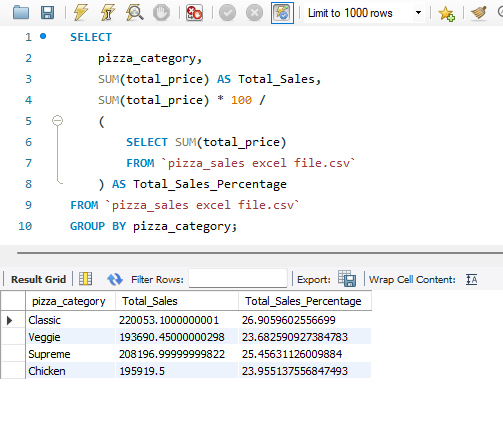 Limit to 1000 rows
1 SELECT
2 pizza_category,
3 SUM(total_price) AS Total_Sales,
4 SUM(total_price) * 100 /
5 (
6 SELECT SUM(total_price)
7 FROM `pizza_sales excel file.csv`
8 ) AS Total_Sales_Percentage
9 FROM `pizza_sales excel file.csv`
10 GROUP BY pizza_category;
Result Grid Filter Rows: Export: Wrap Cell Content: IA
pizza_category Total_Sales Total_Sales_Percentage
Classic 220053.1000000001 26.9059602556699
Veggie 193690.45000000298 23.682590927384783
Supreme 208196.99999999822 25.45631126009884
Chicken 195919.5 23.955137556847493